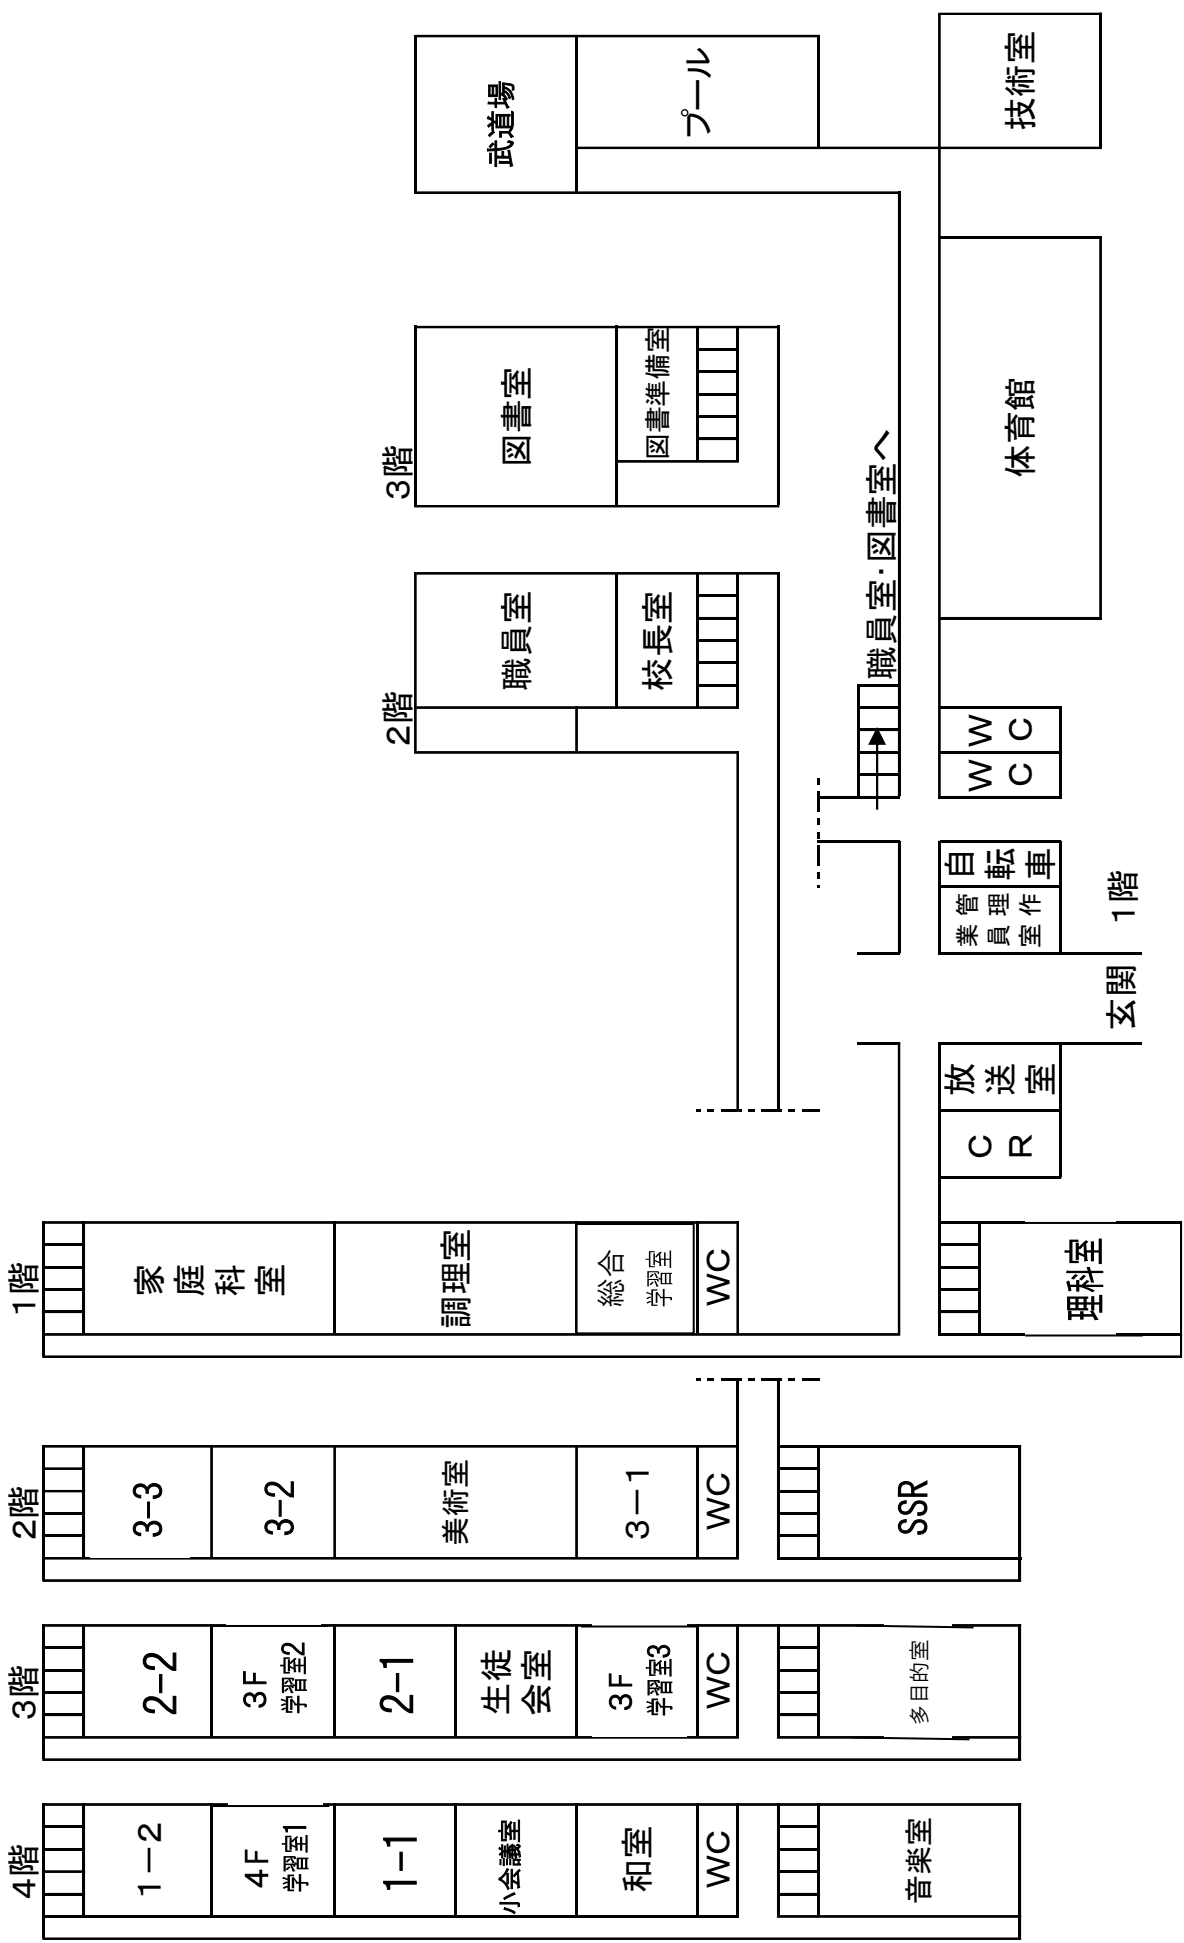 4階
1－2
4F
学習室1
1-1
小会議室
和室
WC
音楽室
3階
2-2
3F
学習室2
2-1
生徒
会室
3F
学習室3
WC
多目的室
2階
3-3
3-2
美術室
3－1
WC
SSR
1階
家庭科室
調理室
総合
学習室
WC
理科室
CR
放送室
玄関
1階
管理作
業員室
自転車
WC
WC
職員室・図書室へ
体育館
2階
職員室
校長室
3階
図書室
図書準備室
武道場
プール
技術室